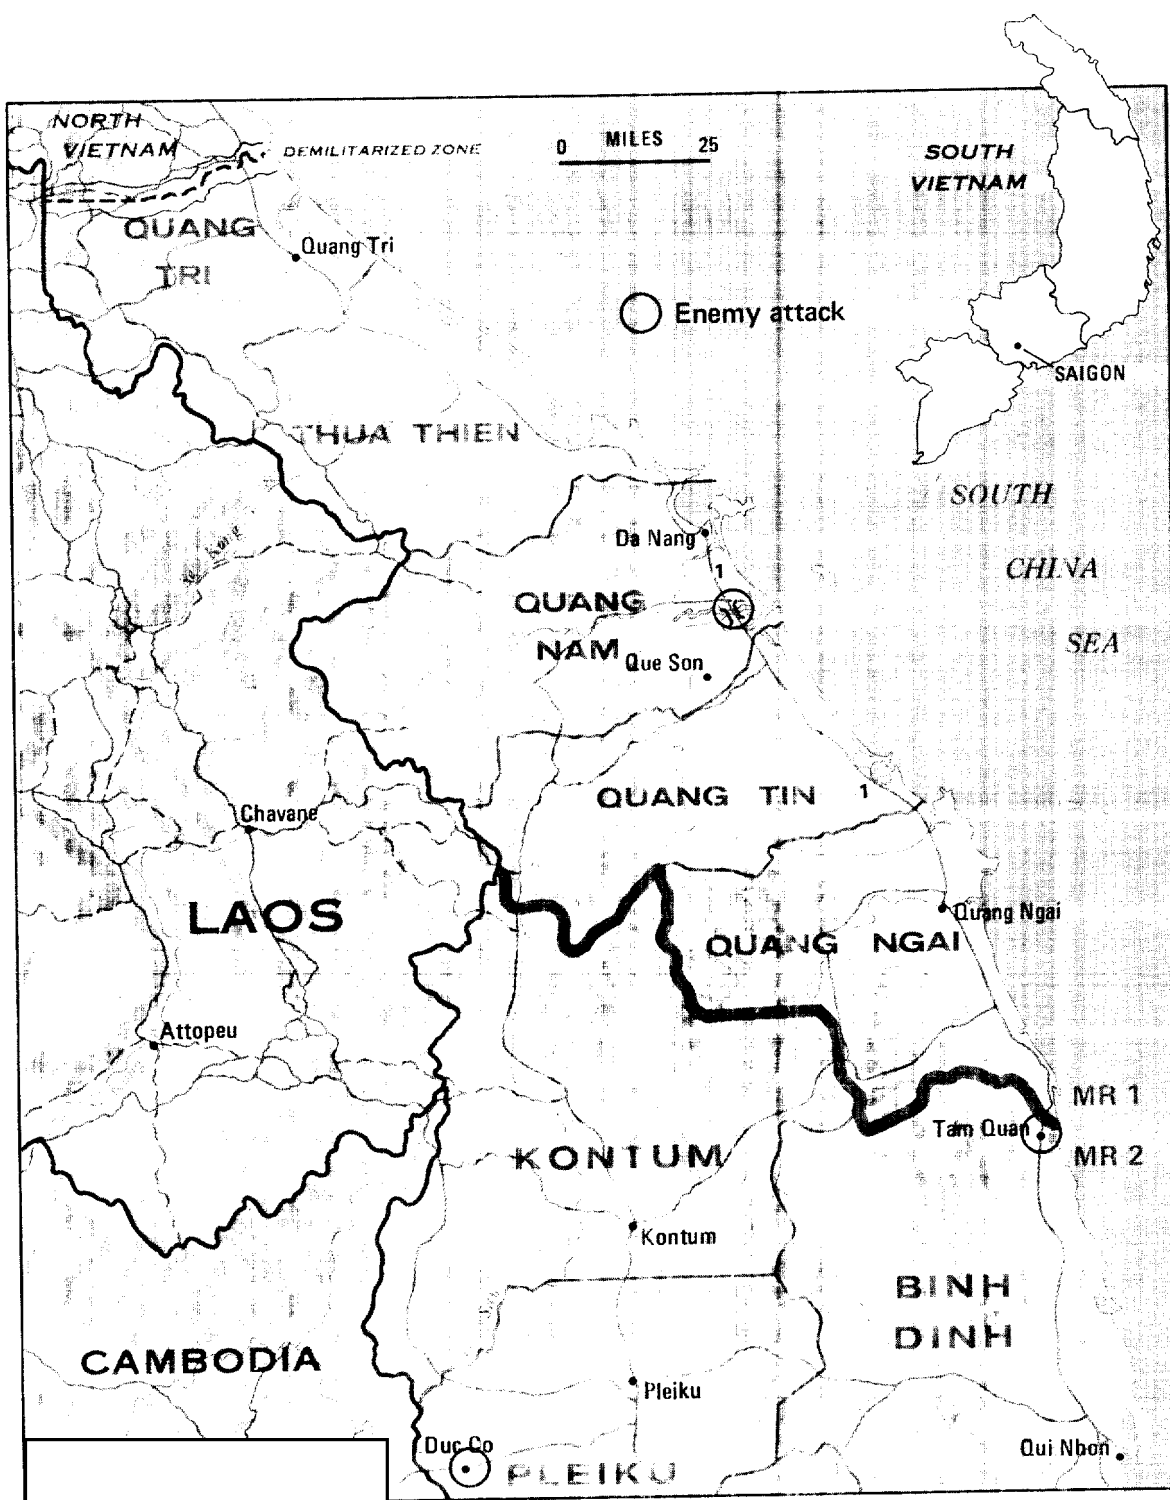 NORTH
VIETNAM
DEMILITARIZED ZONE
0 MILES 25
SOUTH
VIETNAM
QUANG
TRI
Quang Tri
Enemy attack
SAIGON
THUA THIEN
SOUTH
CHINA
SEA
Da Nang
1
QUANG
NAM
Que Son
QUANG TIN
1
Chavane
LAOS
Quang Ngai
QUANG NGAI
Attopeu
MR 1
Tam Quan
MR 2
KONTUM
Kontum
BINH
DINH
CAMBODIA
Pleiku
Duc Co
PLEIKU
Qui Nhon